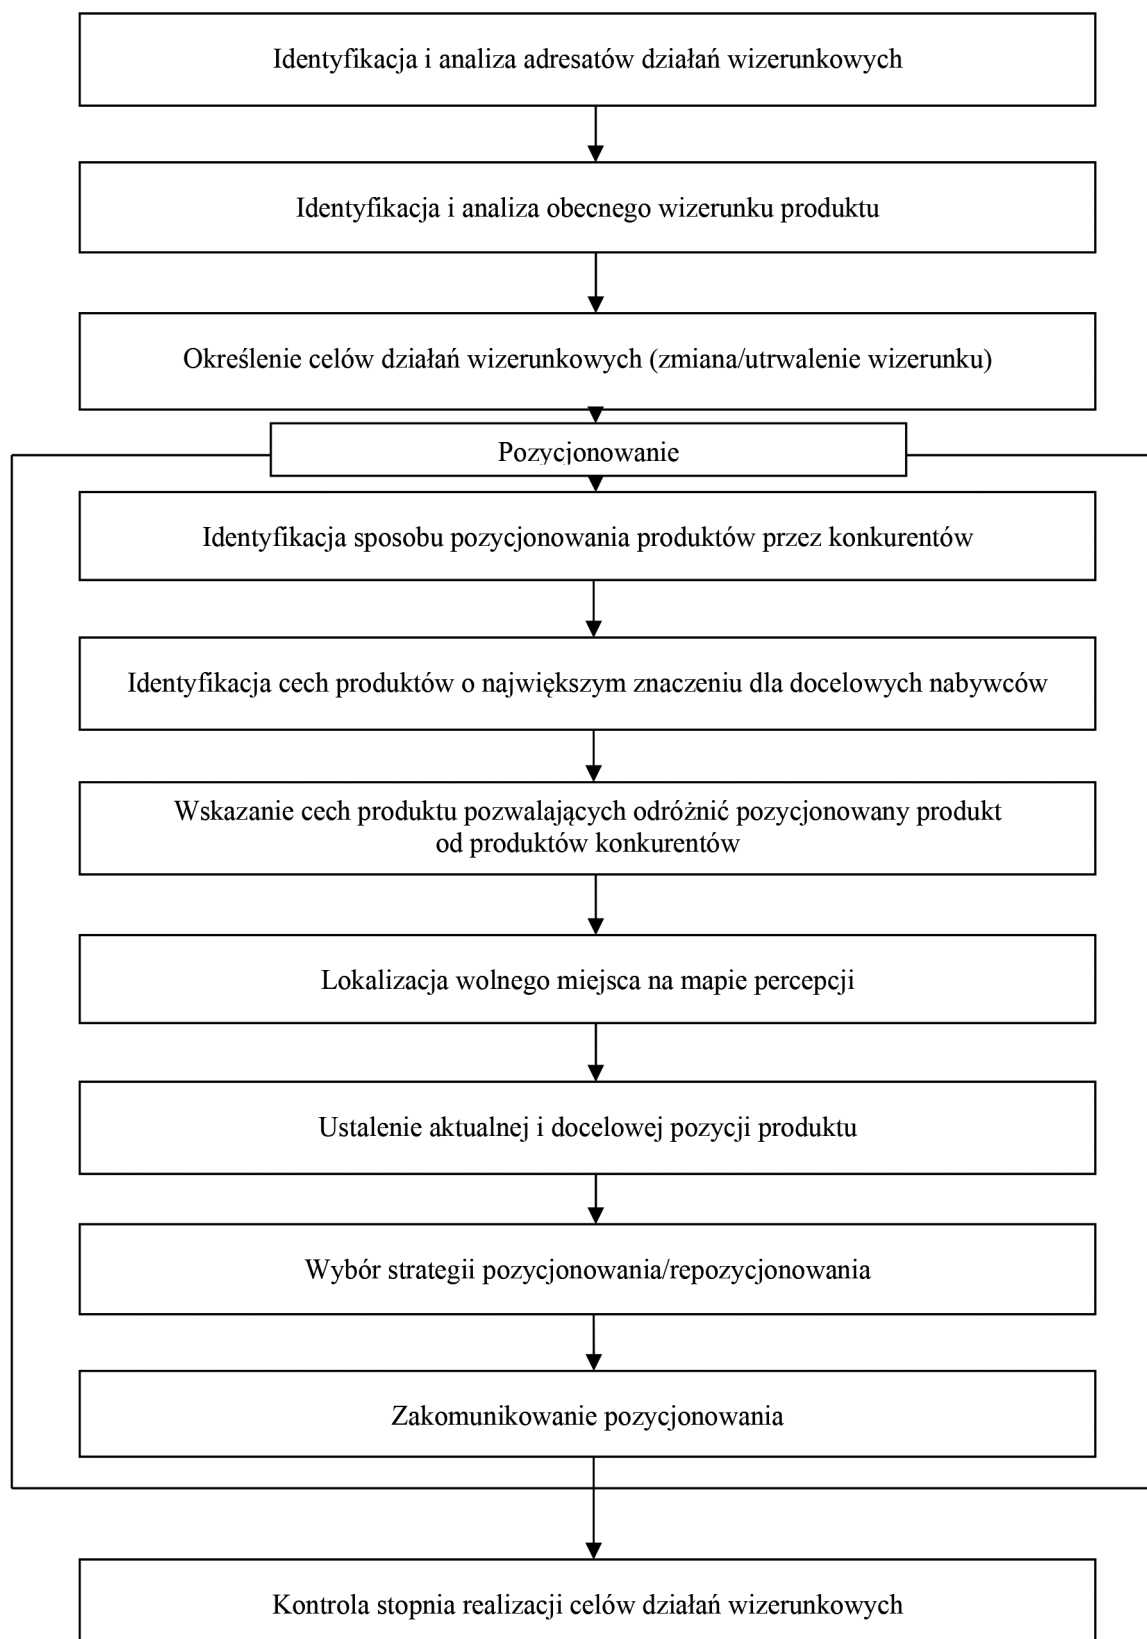 Identyfikacja i analiza adresatów działań wizerunkowych
Identyfikacja i analiza obecnego wizerunku produktu
Określenie celów działań wizerunkowych (zmiana/utrwalenie wizerunku)
Pozycjonowanie
Identyfikacja sposobu pozycjonowania produktów przez konkurentów
Identyfikacja cech produktów o największym znaczeniu dla docelowych nabywców
Wskazanie cech produktu pozwalających odróżnić pozycjonowany produkt
od produktów konkurentów
Lokalizacja wolnego miejsca na mapie percepcji
Ustalenie aktualnej i docelowej pozycji produktu
Wybór strategii pozycjonowania/repozycjonowania
Zakomunikowanie pozycjonowania
Kontrola stopnia realizacji celów działań wizerunkowych